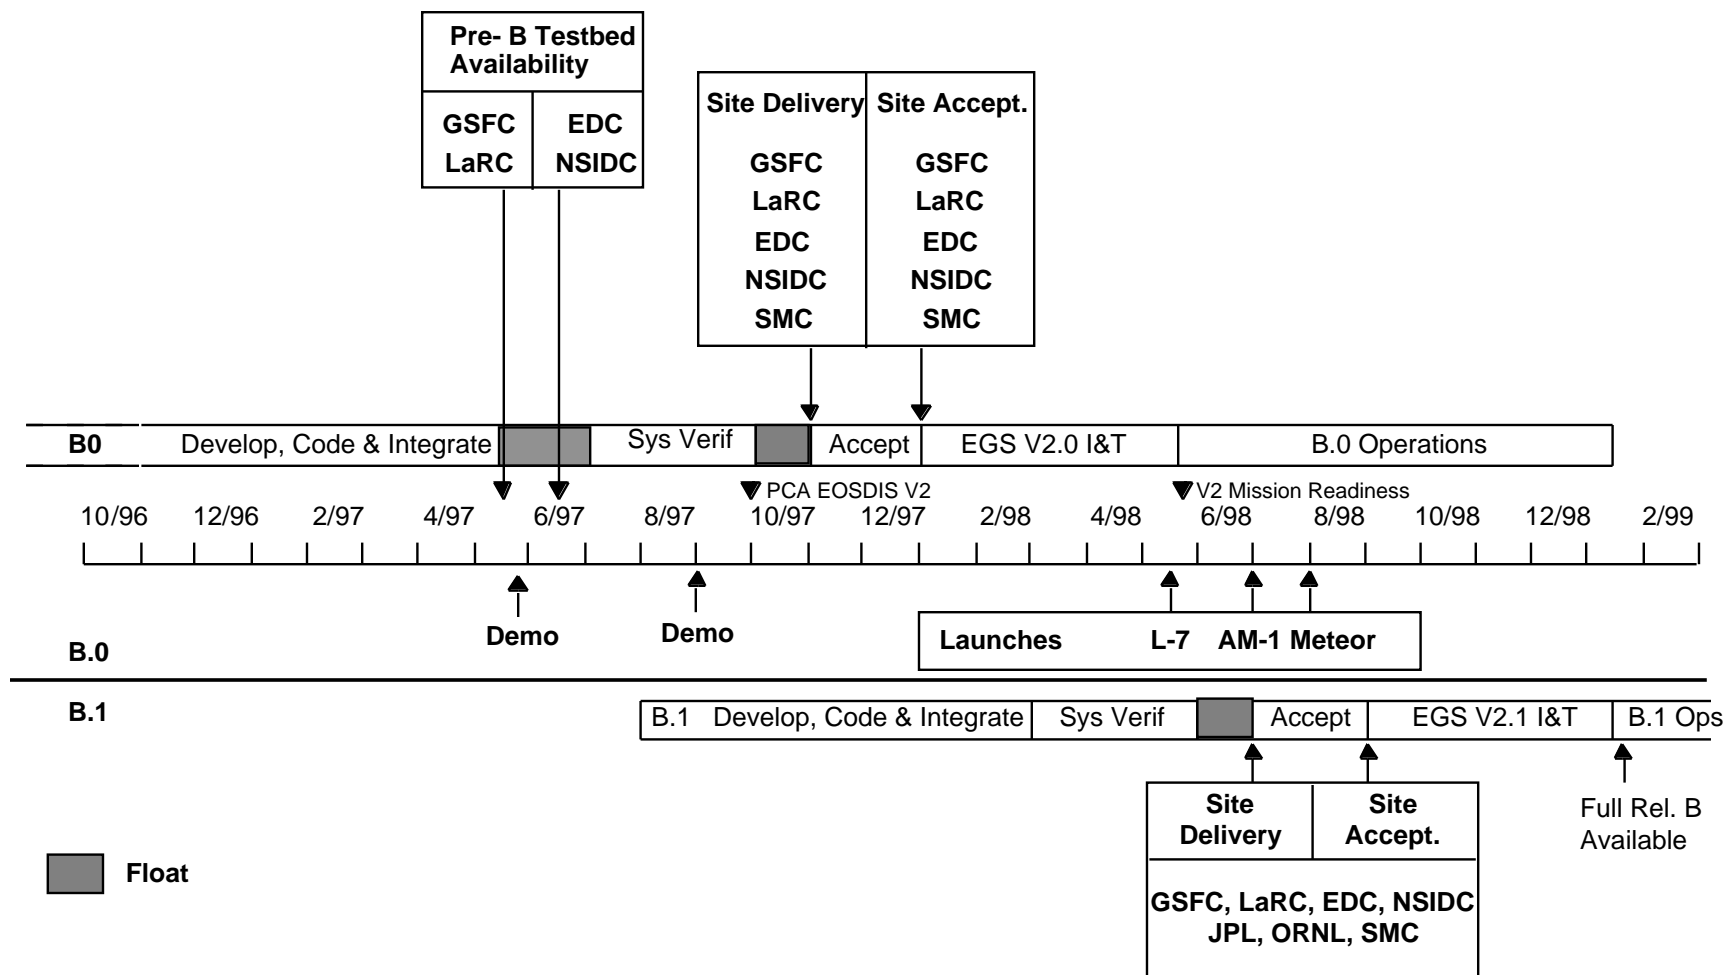 Pre- B Testbed
Availability
GSFC EDC
LaRC NSIDC
Site Delivery Site Accept.
GSFC GSFC
LaRC LaRC
EDC EDC
NSIDC NSIDC
SMC SMC
B0 Develop, Code & Integrate Sys Verif Accept EGS V2.0 I&T B.0 Operations
PCA EOSDIS V2 V2 Mission Readiness
10/96 12/96 2/97 4/97 6/97 8/97 10/97 12/97 2/98 4/98 6/98 8/98 10/98 12/98 2/99
Demo Demo Launches L-7 AM-1 Meteor
B.0
B.1 B.1 Develop, Code & Integrate Sys Verif Accept EGS V2.1 I&T B.1 Ops
Site Site
Delivery Accept.
GSFC, LaRC, EDC, NSIDC
JPL, ORNL, SMC
Full Rel. B
Available
Float